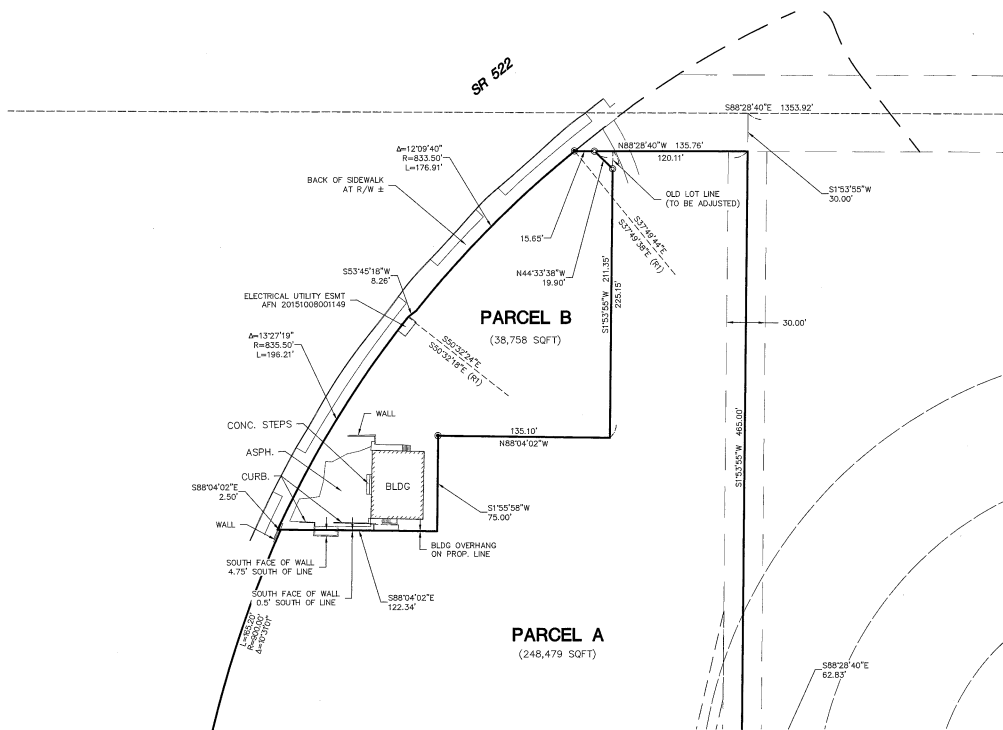 SR 522
S88°28'40"E 1353.92'
Δ=12°09'40"
R=833.50'
L=176.91'
N88°28'40"W 135.76'
120.11'
BACK OF SIDEWALK
AT R/W ±
OLD LOT LINE
(TO BE ADJUSTED)
S1°53'55"W
30.00'
15.65'
S37°49'44"E
S37°49'38"E (R1)
N44°33'38"W
19.90'
S53°45'18"W
8.26'
ELECTRICAL UTILITY ESMT
AFN 20151008001149
S1°53'55"W 211.35'
225.15'
PARCEL B
(38,758 SQFT)
30.00'
Δ=13°27'19"
R=835.50'
L=196.21'
S50°32'24"E
S50°32'18"E (R1)
WALL
CONC. STEPS
135.10'
N88°04'02"W
S1°53'55"W 465.00'
ASPH.
CURB.
BLDG
S88°04'02"E
2.50'
S1°55'58"W
75.00'
WALL
BLDG OVERHANG
ON PROP. LINE
SOUTH FACE OF WALL
4.75' SOUTH OF LINE
SOUTH FACE OF WALL
0.5' SOUTH OF LINE
S88°04'02"E
122.34'
L=165.20'
R=900.00'
Δ=10°31'01"
PARCEL A
(248,479 SQFT)
S88°28'40"E
62.83'